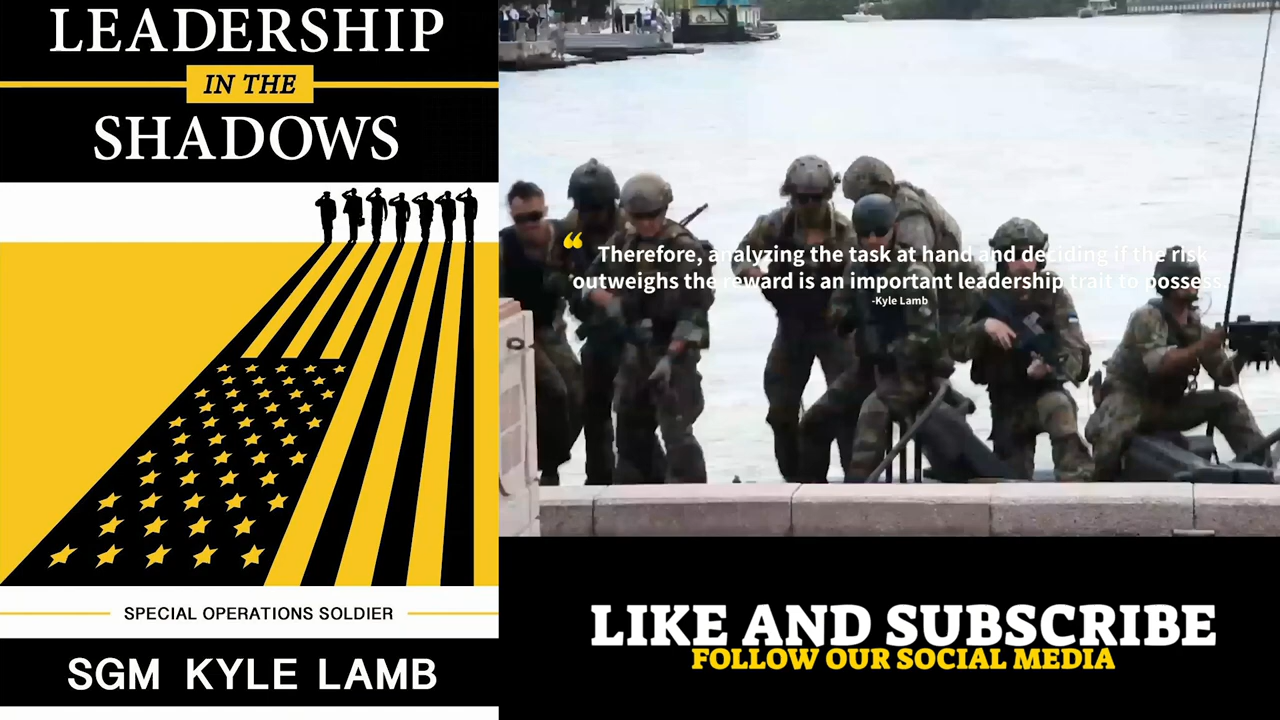 LEADERSHIP
IN THE
SHADOWS
SPECIAL OPERATIONS SOLDIER
SGM KYLE LAMB
“ Therefore, analyzing the task at hand and deciding if the risk
outweighs the reward is an important leadership trait to possess.
-Kyle Lamb
LIKE AND SUBSCRIBE
FOLLOW OUR SOCIAL MEDIA